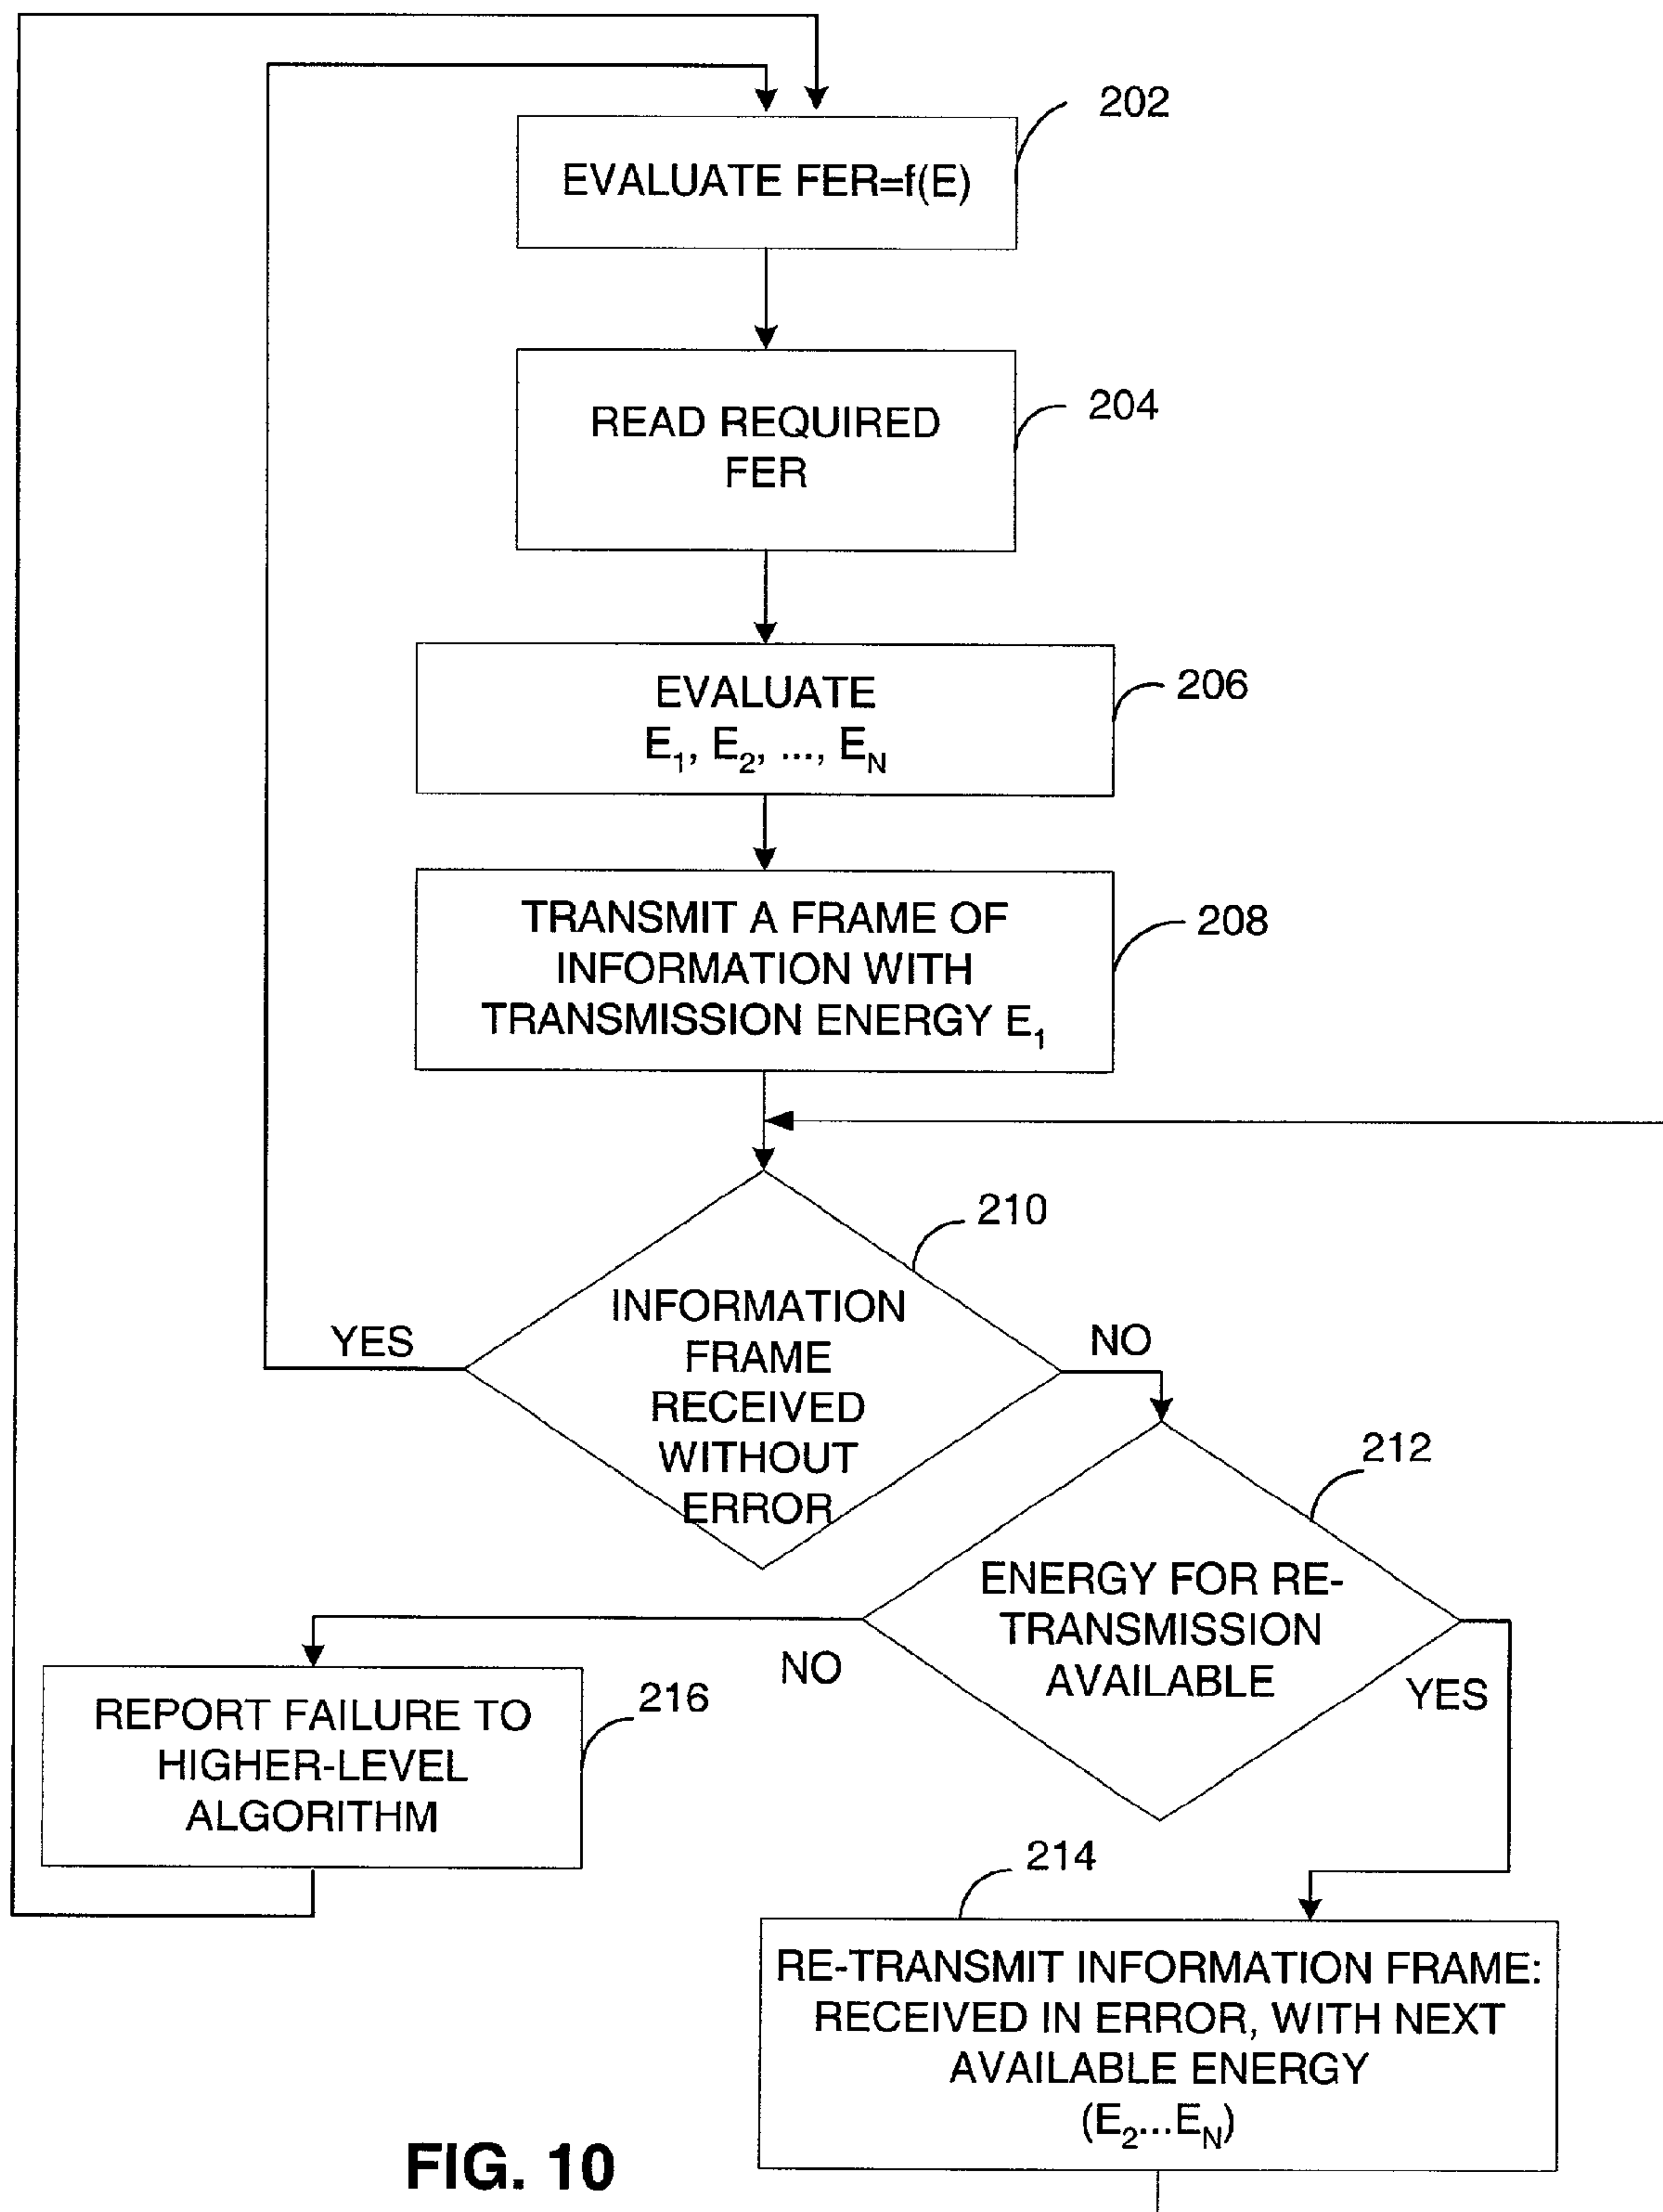 202
EVALUATE FER=f(E)
204
READ REQUIRED
FER
206
EVALUATE
E₁, E₂, ..., E_N
208
TRANSMIT A FRAME OF
INFORMATION WITH
TRANSMISSION ENERGY E₁
210
INFORMATION
FRAME
RECEIVED
WITHOUT
ERROR
YES
NO
212
ENERGY FOR RE-
TRANSMISSION
AVAILABLE
NO
YES
216
REPORT FAILURE TO
HIGHER-LEVEL
ALGORITHM
214
RE-TRANSMIT INFORMATION FRAME:
RECEIVED IN ERROR, WITH NEXT
AVAILABLE ENERGY
(E₂...E_N)
FIG. 10